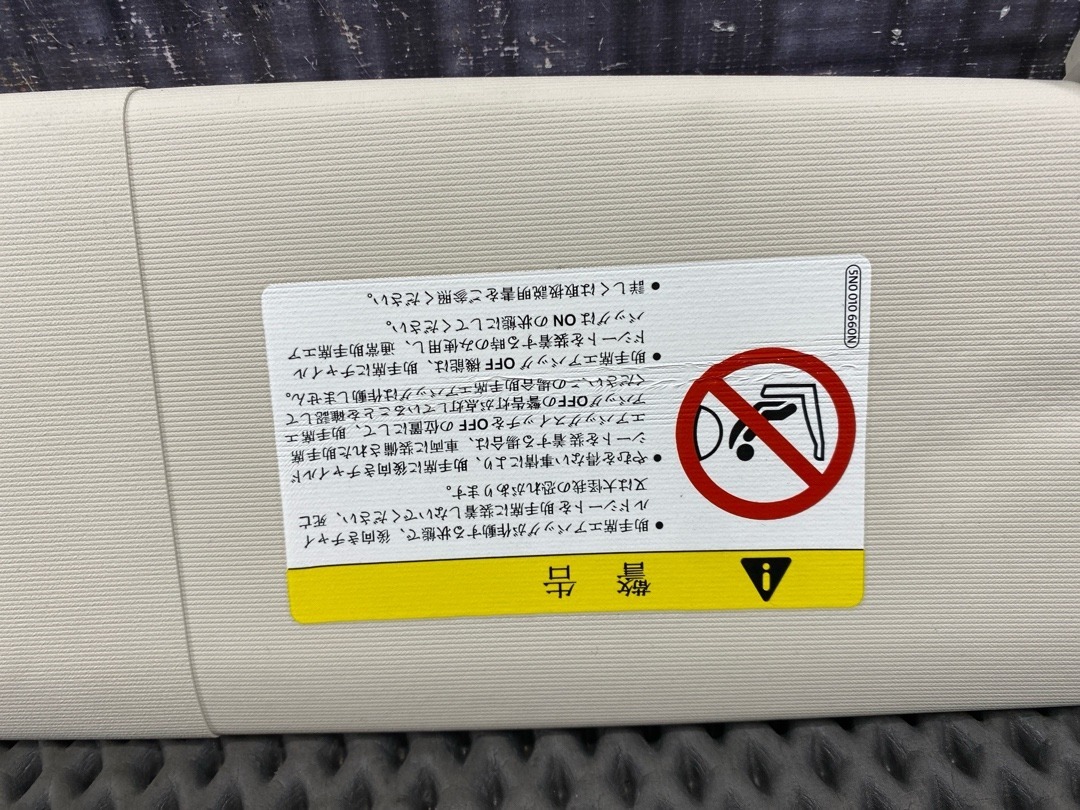 警 告
● 助手席エアバッグが作動する状態で、後向きチャイ
ルドシートを助手席に装着しないでください、死亡
又は大怪我の恐れがあります。
● やむを得ない事情により、助手席に後向きチャイルド
シートを装着する場合は、車両に装備された助手席
エアバッグスイッチをOFF の位置にして、助手席エ
アバッグOFFの警告灯が点灯していることを確認して
ください、この場合助手席エアバッグは作動しません。
● 助手席エアバッグ OFF 機能は、助手席にチャイル
ドシートを装着する時のみ使用し、通常助手席エア
バッグは ON の状態にしてください。
● 詳しくは取扱説明書をご参照ください。
5N0 010 660N